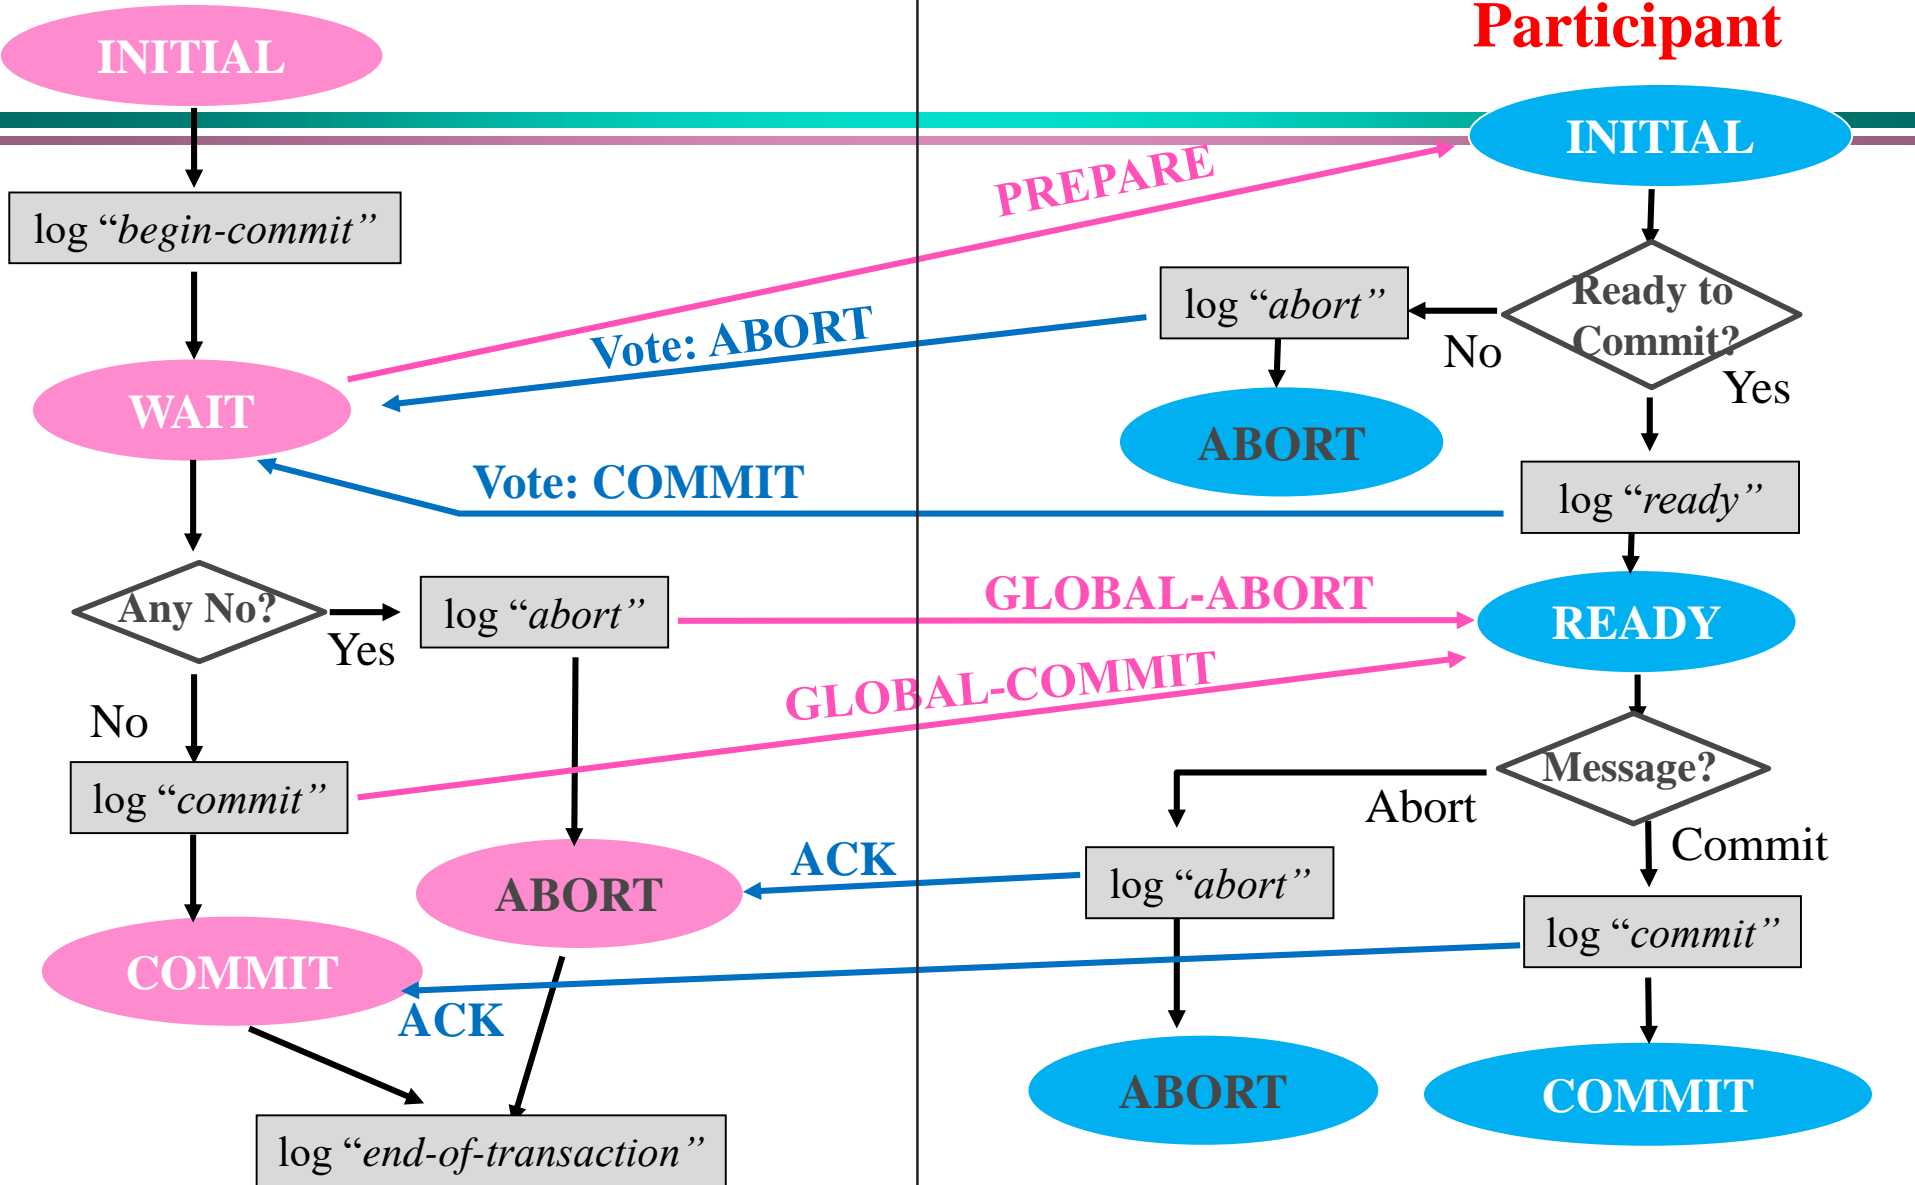 INITIAL
log “begin-commit”
WAIT
Any No?
Yes
No
log “abort”
log “commit”
ABORT
COMMIT
log “end-of-transaction”
PREPARE
Vote: ABORT
Vote: COMMIT
GLOBAL-ABORT
GLOBAL-COMMIT
ACK
ACK
Participant
INITIAL
Ready to
Commit?
No
Yes
log “abort”
ABORT
log “ready”
READY
Message?
Abort
Commit
log “abort”
log “commit”
ABORT
COMMIT